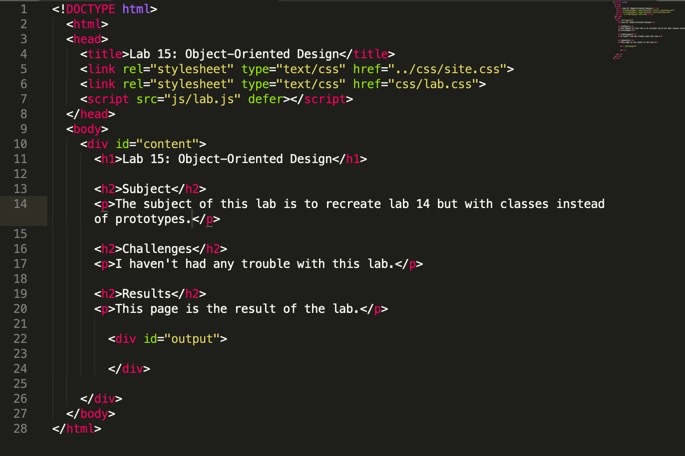 1 <!DOCTYPE html>
2 <html>
3 <head>
4 <title>Lab 15: Object-Oriented Design</title>
5 <link rel="stylesheet" type="text/css" href="../css/site.css">
6 <link rel="stylesheet" type="text/css" href="css/lab.css">
7 <script src="js/lab.js" defer></script>
8 </head>
9 <body>
10 <div id="content">
11 <h1>Lab 15: Object-Oriented Design</h1>
12
13 <h2>Subject</h2>
14 <p>The subject of this lab is to recreate lab 14 but with classes instead
of prototypes.</p>
15
16 <h2>Challenges</h2>
17 <p>I haven't had any trouble with this lab.</p>
18
19 <h2>Results</h2>
20 <p>This page is the result of the lab.</p>
21
22 <div id="output">
23
24 </div>
25
26 </div>
27 </body>
28 </html>